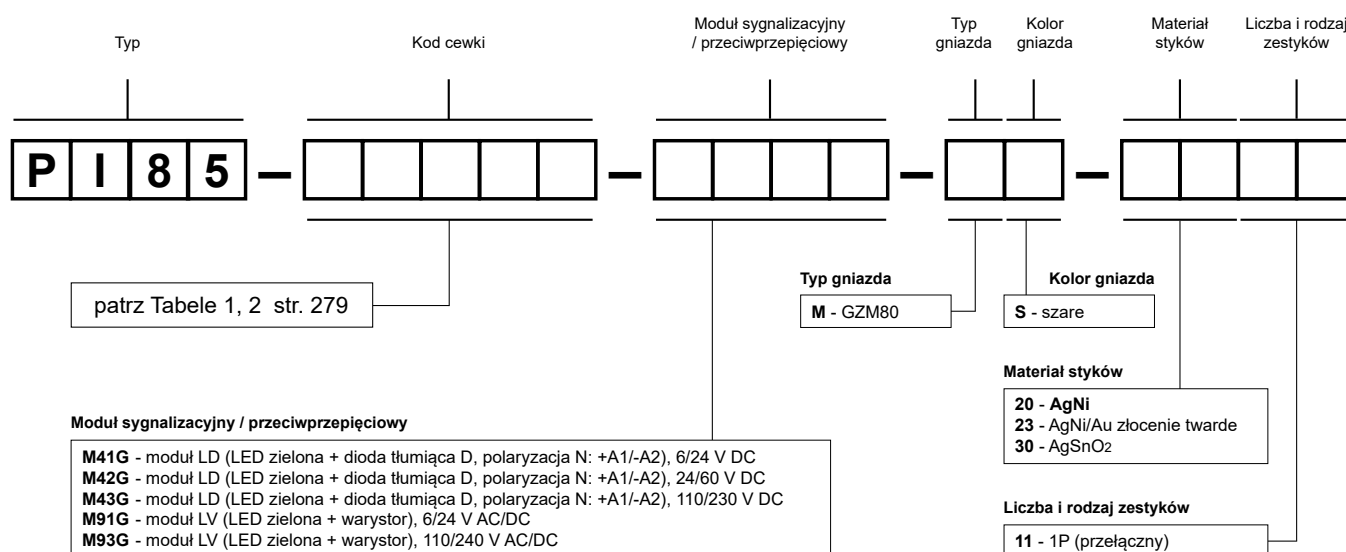 Typ
Kod cewki
Moduł sygnalizacyjny
/ przeciwprzepięciowy
Typ
gniazda
Kolor
gniazda
Materiał
styków
Liczba i rodzaj
zestyków
P I 8 5 – – – –
patrz Tabele 1, 2 str. 279
Typ gniazda
M - GZM80
Kolor gniazda
S - szare
Materiał styków
20 - AgNi
23 - AgNi/Au złocenie twarde
30 - AgSnO2
Moduł sygnalizacyjny / przeciwprzepięciowy
M41G - moduł LD (LED zielona + dioda tłumiąca D, polaryzacja N: +A1/-A2), 6/24 V DC
M42G - moduł LD (LED zielona + dioda tłumiąca D, polaryzacja N: +A1/-A2), 24/60 V DC
M43G - moduł LD (LED zielona + dioda tłumiąca D, polaryzacja N: +A1/-A2), 110/230 V DC
M91G - moduł LV (LED zielona + warystor), 6/24 V AC/DC
M93G - moduł LV (LED zielona + warystor), 110/240 V AC/DC
Liczba i rodzaj zestyków
11 - 1P (przełączny)